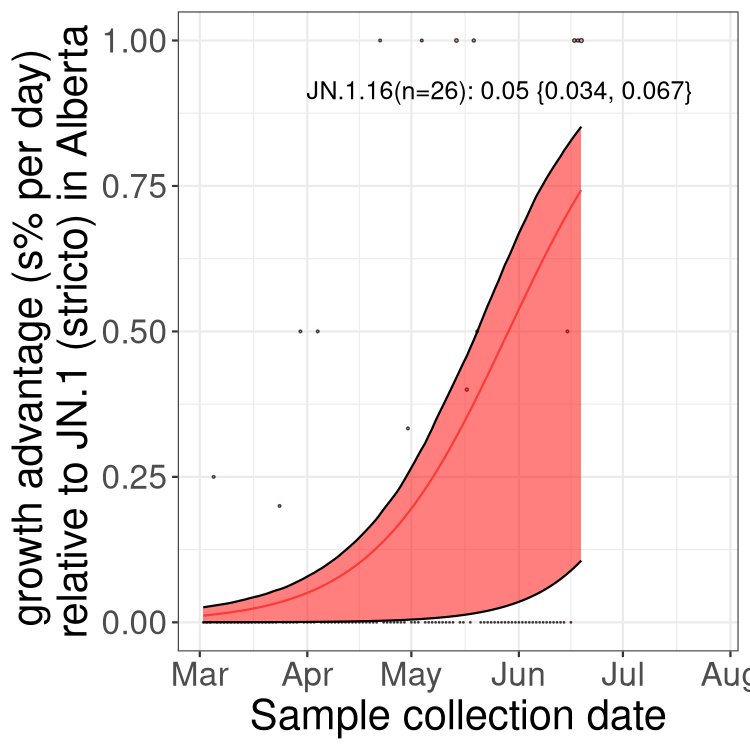 growth advantage (s% per day)
relative to JN.1 (stricto) in Alberta
1.00
0.75
0.50
0.25
0.00
JN.1.16(n=26): 0.05 {0.034, 0.067}
Mar Apr May Jun Jul Aug
Sample collection date